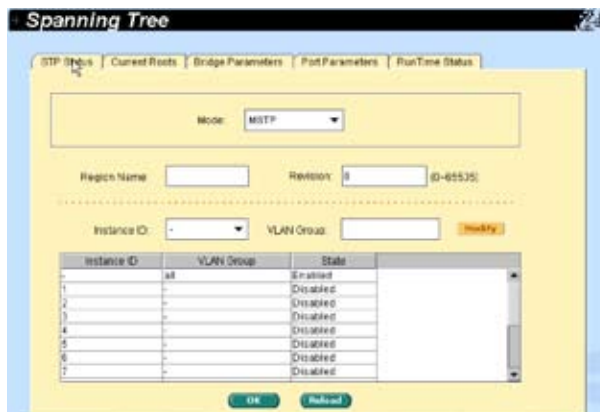 Spanning Tree
STP Status Current Roots Bridge Parameters Port Parameters RunTime Status
Mode: MSTP
Region Name: Revision: 0 (0~65535)
Instance ID: - VLAN Group: Modify
Instance ID VLAN Group State
- all Enabled
1 - Disabled
2 - Disabled
3 - Disabled
4 - Disabled
5 - Disabled
6 - Disabled
7 - Disabled
OK Reload